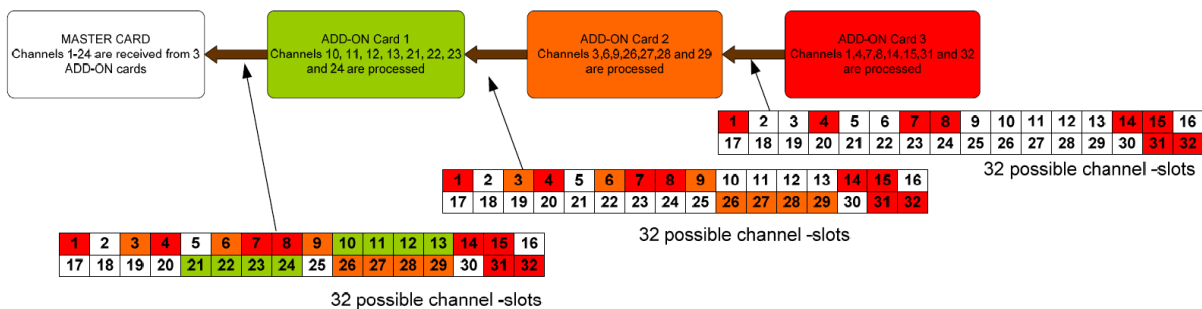 MASTER CARD
Channels 1-24 are received from 3
ADD-ON cards
ADD-ON Card 1
Channels 10, 11, 12, 13, 21, 22, 23
and 24 are processed
ADD-ON Card 2
Channels 3,6,9,26,27,28 and 29
are processed
ADD-ON Card 3
Channels 1,4,7,8,14,15,31 and 32
are processed
1 2 3 4 5 6 7 8 9 10 11 12 13 14 15 16
17 18 19 20 21 22 23 24 25 26 27 28 29 30 31 32
32 possible channel -slots
1 2 3 4 5 6 7 8 9 10 11 12 13 14 15 16
17 18 19 20 21 22 23 24 25 26 27 28 29 30 31 32
32 possible channel -slots
1 2 3 4 5 6 7 8 9 10 11 12 13 14 15 16
17 18 19 20 21 22 23 24 25 26 27 28 29 30 31 32
32 possible channel -slots